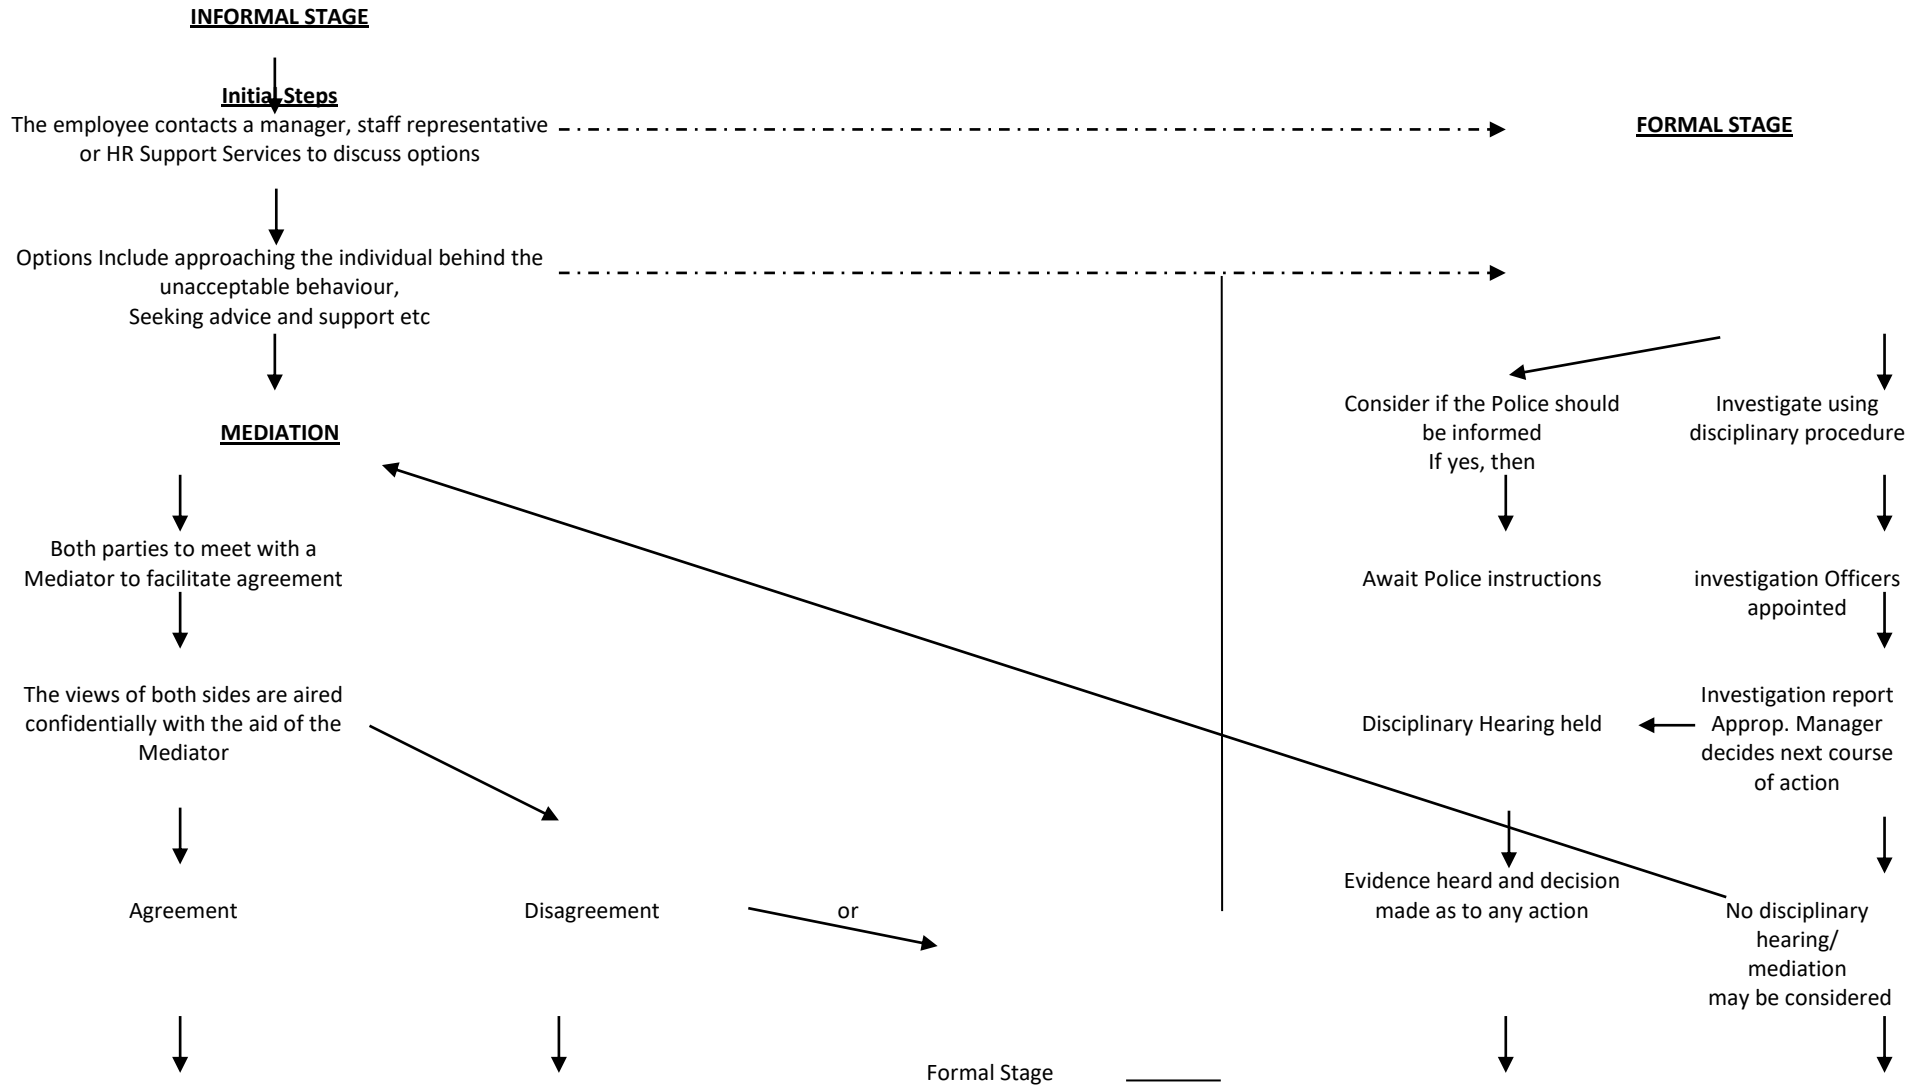 INFORMAL STAGE
Initial Steps
The employee contacts a manager, staff representative
or HR Support Services to discuss options
FORMAL STAGE
Options Include approaching the individual behind the
unacceptable behaviour,
Seeking advice and support etc
MEDIATION
Consider if the Police should
be informed
If yes, then
Investigate using
disciplinary procedure
Both parties to meet with a
Mediator to facilitate agreement
Await Police instructions
investigation Officers
appointed
The views of both sides are aired
confidentially with the aid of the
Mediator
Disciplinary Hearing held
Investigation report
Approp. Manager
decides next course
of action
Agreement
Disagreement
or
Evidence heard and decision
made as to any action
No disciplinary
hearing/
mediation
may be considered
Formal Stage